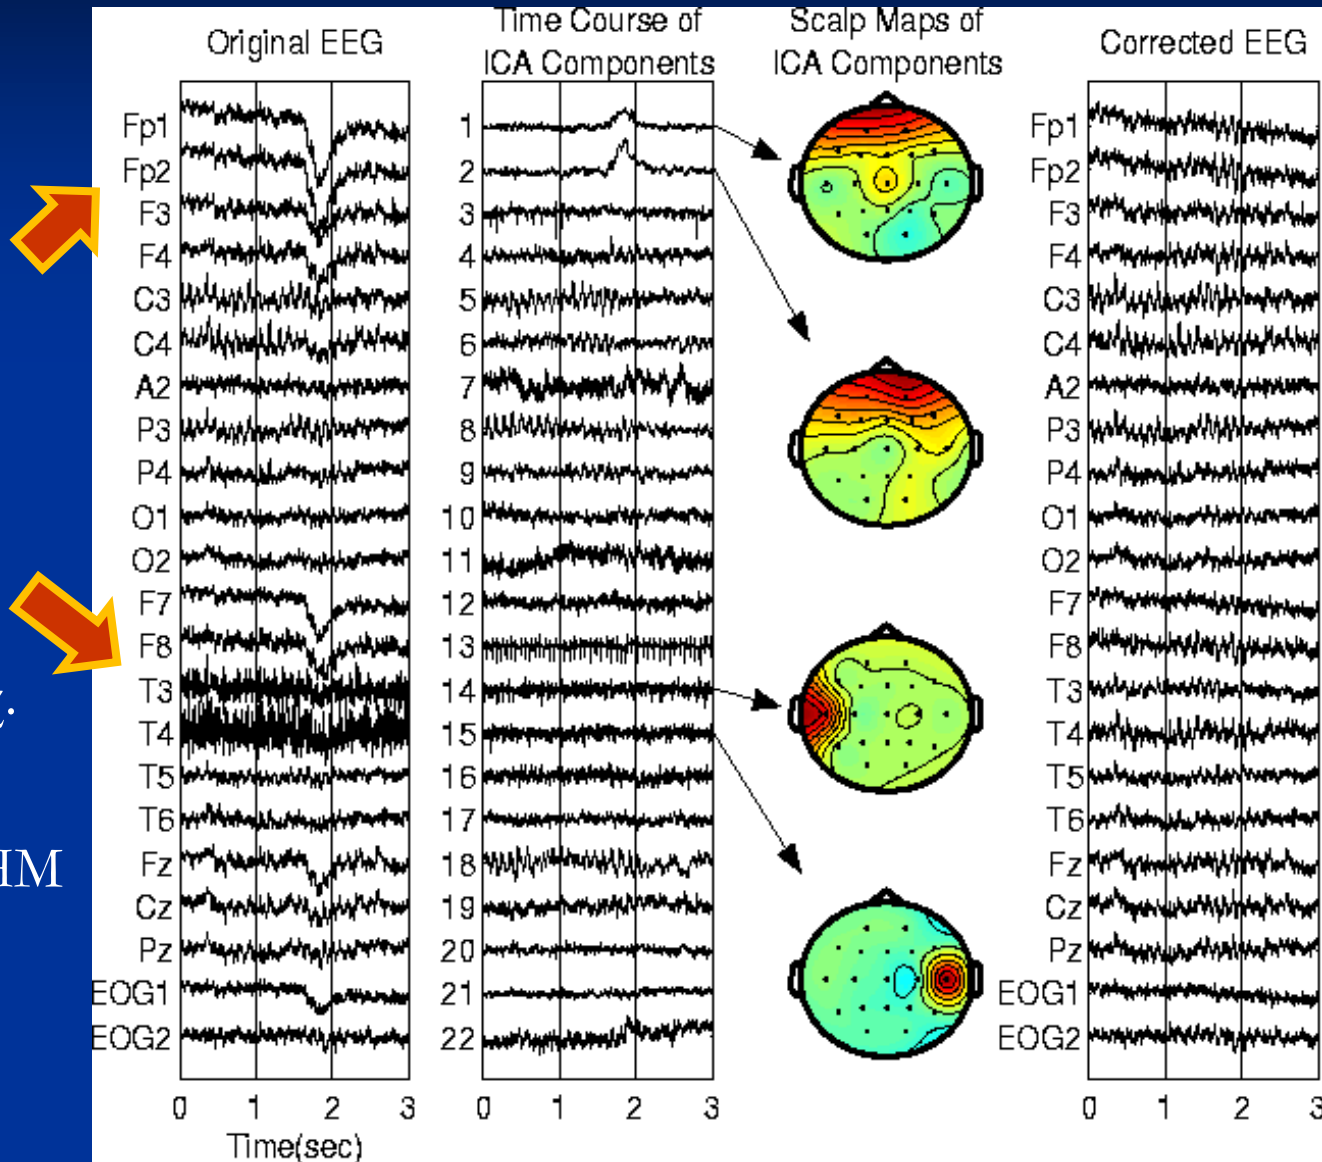 Original EEG
Time Course of
ICA Components
Scalp Maps of
ICA Components
Corrected EEG
Fp1
Fp2
F3
F4
C3
C4
A2
P3
P4
O1
O2
F7
F8
T3
T4
T5
T6
Fz
Cz
Pz
EOG1
EOG2
0 1 2 3
Time(sec)
1
2
3
4
5
6
7
8
9
10
11
12
13
14
15
16
17
18
19
20
21
22
0 1 2 3
Fp1
Fp2
F3
F4
C3
C4
A2
P3
P4
O1
O2
F7
F8
T3
T4
T5
T6
Fz
Cz
Pz
EOG1
EOG2
0 1 2 3